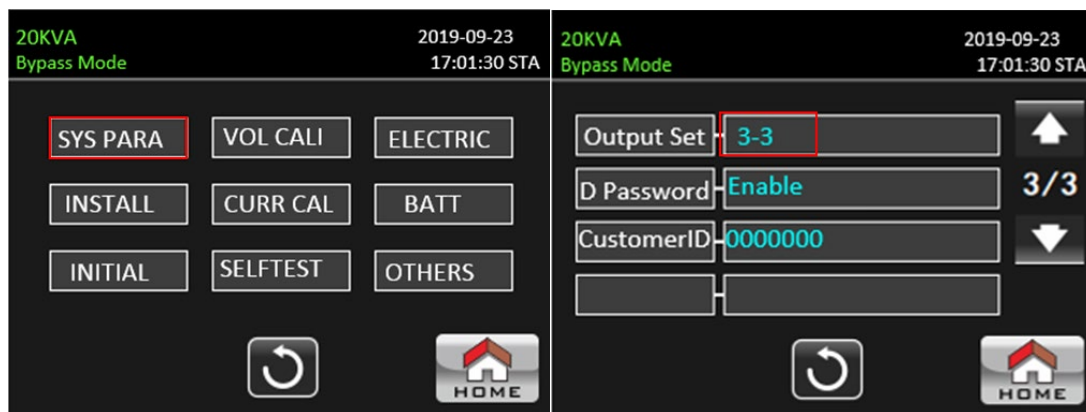 20KVA
Bypass Mode
2019-09-23
17:01:30 STA
SYS PARA
VOL CALI
ELECTRIC
INSTALL
CURR CAL
BATT
INITIAL
SELFTEST
OTHERS
HOME
20KVA
Bypass Mode
2019-09-23
17:01:30 STA
Output Set
3-3
D Password
Enable
3/3
CustomerID
0000000
HOME